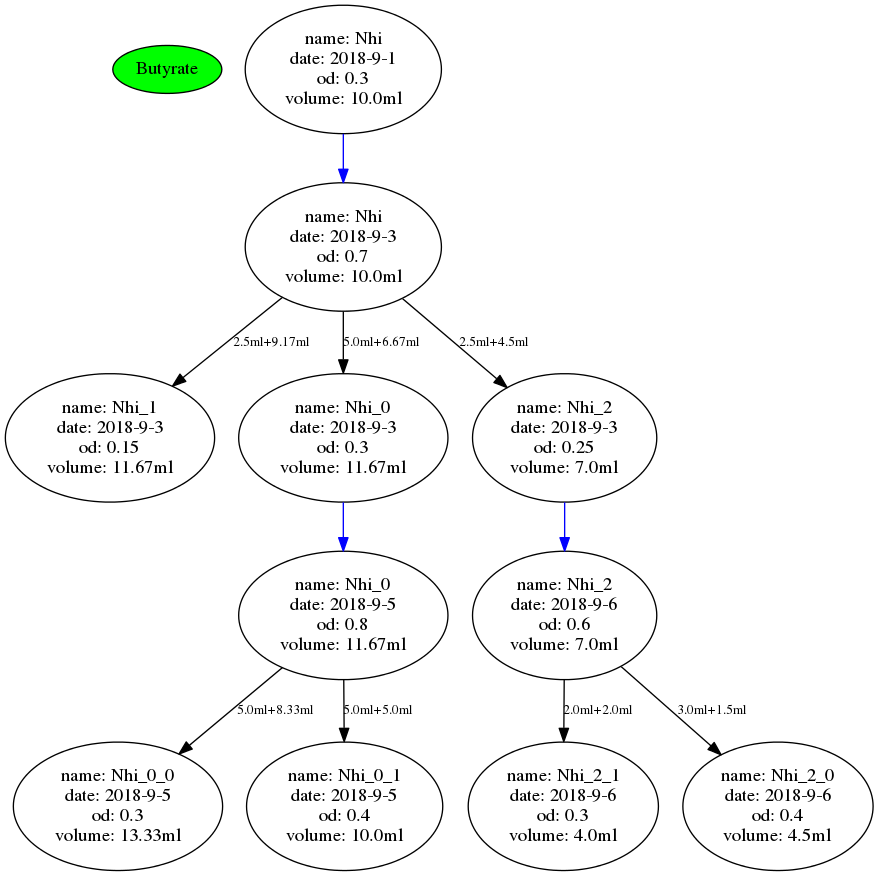 Butyrate
name: Nhi
date: 2018-9-1
od: 0.3
volume: 10.0ml
name: Nhi
date: 2018-9-3
od: 0.7
volume: 10.0ml
2.5ml+9.17ml
5.0ml+6.67ml
2.5ml+4.5ml
name: Nhi_1
date: 2018-9-3
od: 0.15
volume: 11.67ml
name: Nhi_0
date: 2018-9-3
od: 0.3
volume: 11.67ml
name: Nhi_2
date: 2018-9-3
od: 0.25
volume: 7.0ml
name: Nhi_0
date: 2018-9-5
od: 0.8
volume: 11.67ml
name: Nhi_2
date: 2018-9-6
od: 0.6
volume: 7.0ml
5.0ml+8.33ml
5.0ml+5.0ml
2.0ml+2.0ml
3.0ml+1.5ml
name: Nhi_0_0
date: 2018-9-5
od: 0.3
volume: 13.33ml
name: Nhi_0_1
date: 2018-9-5
od: 0.4
volume: 10.0ml
name: Nhi_2_1
date: 2018-9-6
od: 0.3
volume: 4.0ml
name: Nhi_2_0
date: 2018-9-6
od: 0.4
volume: 4.5ml